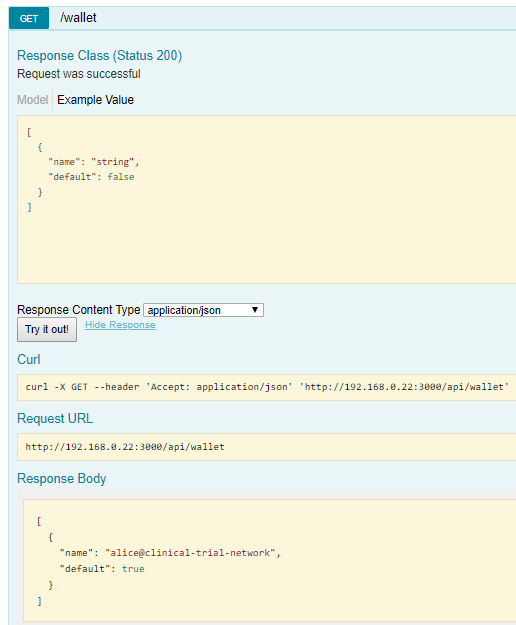 GET /wallet
Response Class (Status 200)
Request was successful
Model Example Value
[
  {
    "name": "string",
    "default": false
  }
]
Response Content Type application/json
Try it out! Hide Response
Curl
curl -X GET --header 'Accept: application/json' 'http://192.168.0.22:3000/api/wallet'
Request URL
http://192.168.0.22:3000/api/wallet
Response Body
[
  {
    "name": "alice@clinical-trial-network",
    "default": true
  }
]